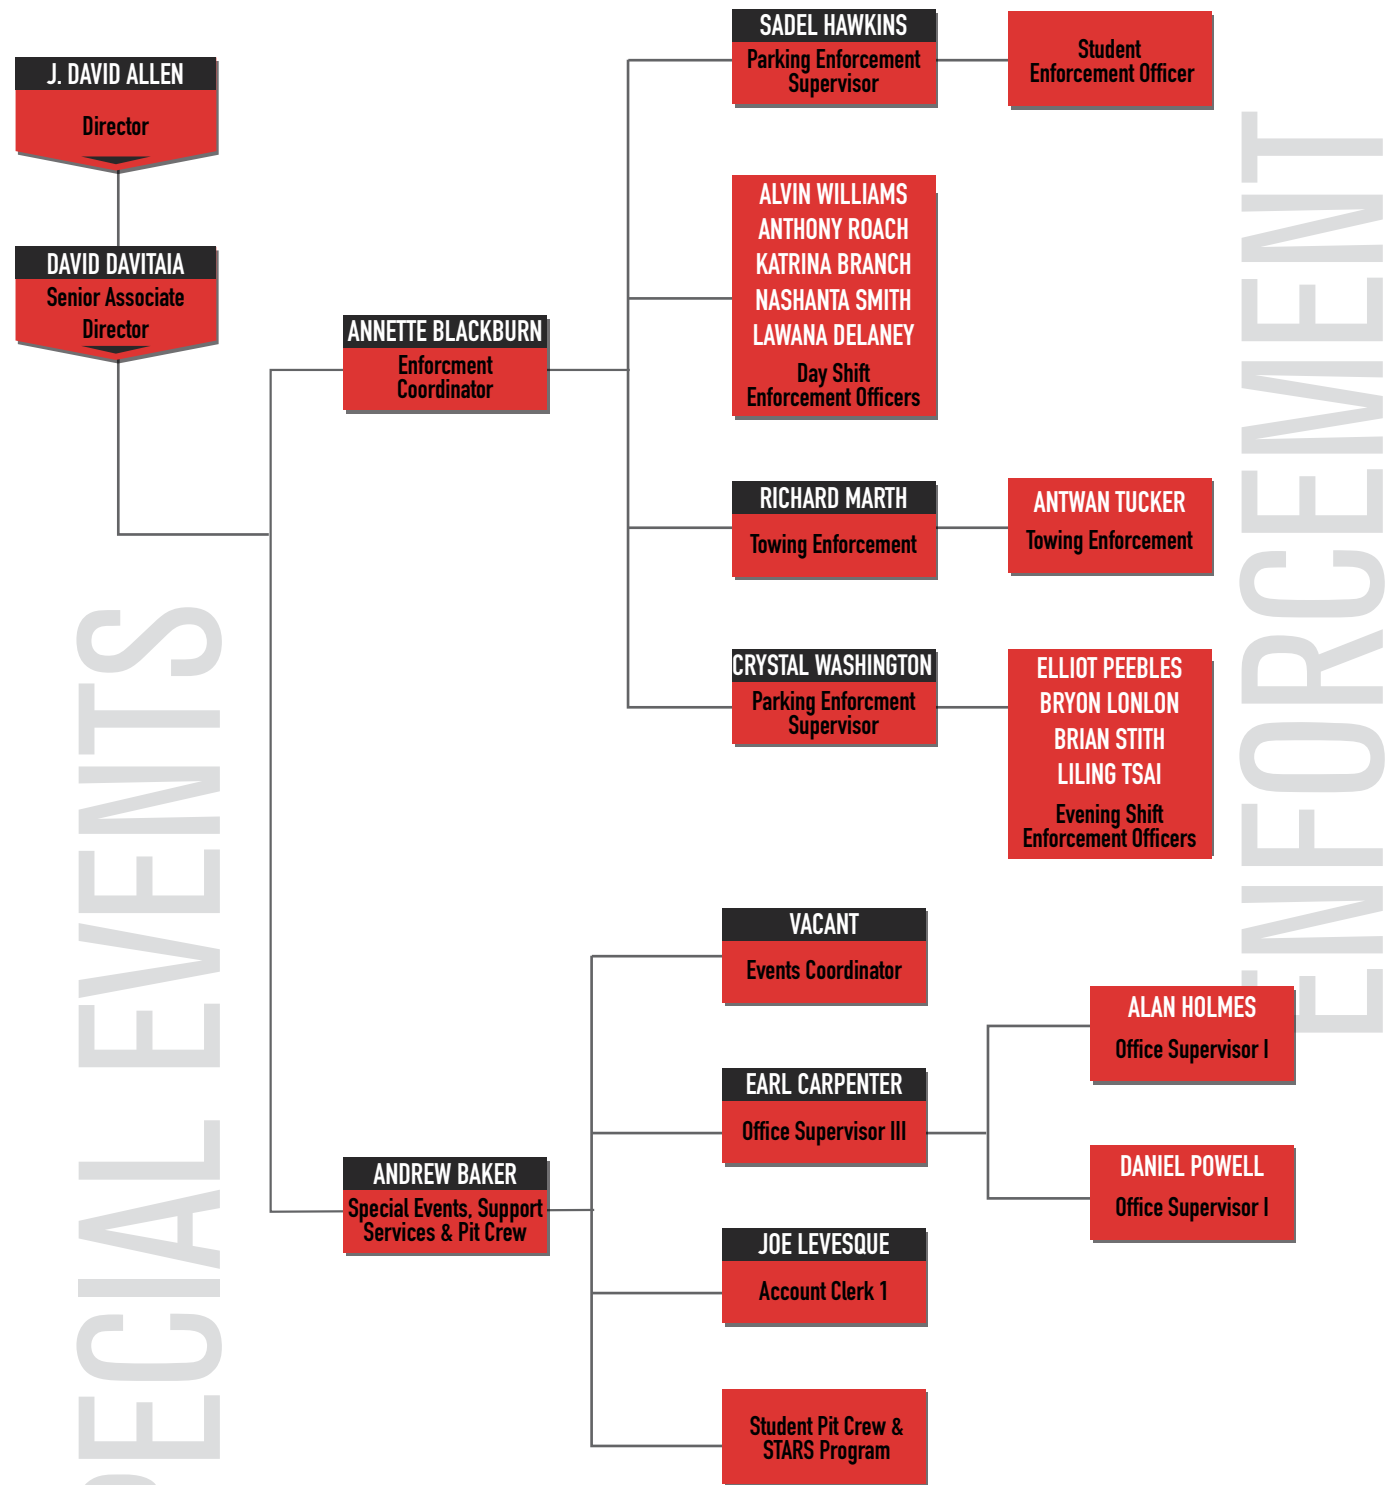 J. DAVID ALLEN
Director
DAVID DAVITAIA
Senior Associate
Director
ANNETTE BLACKBURN
Enforcment
Coordinator
SADEL HAWKINS
Parking Enforcement
Supervisor
Student
Enforcement Officer
ALVIN WILLIAMS
ANTHONY ROACH
KATRINA BRANCH
NASHANTA SMITH
LAWANA DELANEY
Day Shift
Enforcement Officers
RICHARD MARTH
Towing Enforcement
ANTWAN TUCKER
Towing Enforcement
CRYSTAL WASHINGTON
Parking Enforcment
Supervisor
ELLIOT PEEBLES
BRYON LONLON
BRIAN STITH
LILING TSAI
Evening Shift
Enforcement Officers
ENFORCEMENT
ANDREW BAKER
Special Events, Support
Services & Pit Crew
VACANT
Events Coordinator
EARL CARPENTER
Office Supervisor III
ALAN HOLMES
Office Supervisor I
DANIEL POWELL
Office Supervisor I
JOE LEVESQUE
Account Clerk 1
Student Pit Crew &
STARS Program
PECIAL EVENTS